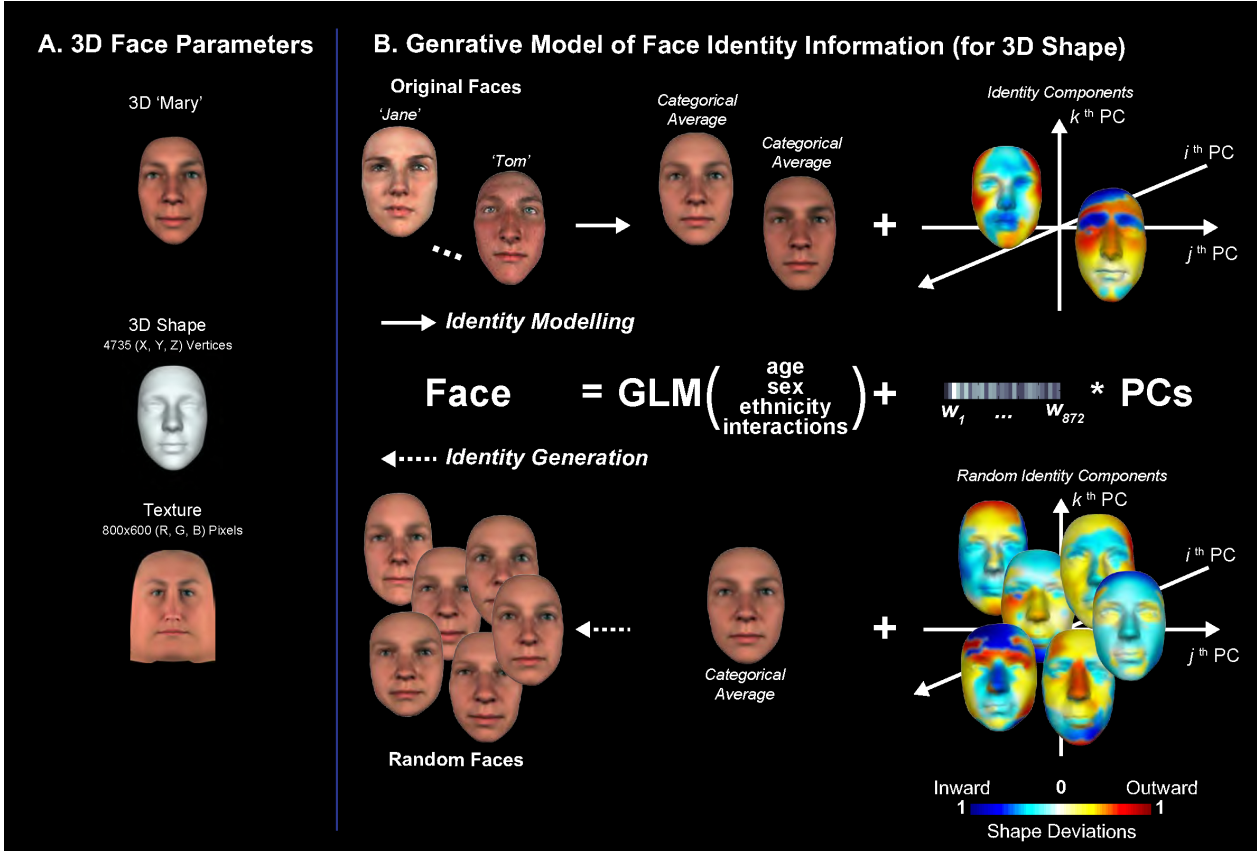 A. 3D Face Parameters
3D ‘Mary’
3D Shape
4735 (X, Y, Z) Vertices
Texture
800x600 (R, G, B) Pixels
B. Genrative Model of Face Identity Information (for 3D Shape)
Original Faces
‘Jane’
‘Tom’
Categorical
Average
Categorical
Average
+
Identity Components
k th PC
i th PC
j th PC
Identity Modelling
Face = GLM(age
sex
ethnicity
interactions) + w1 ... w872 * PCs
Identity Generation
Random Faces
Categorical
Average
+
Random Identity Components
k th PC
i th PC
j th PC
Inward 0 Outward
1 1
Shape Deviations